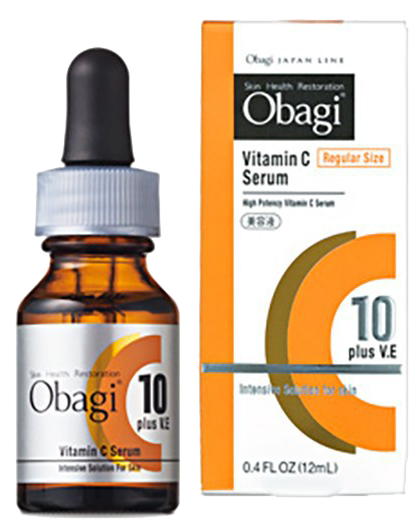 Skin Health Restoration
Obagi®
10
plus V.E
Vitamin C Serum
Intensive Solution For Skin
Obagi JAPAN LINE
Skin Health Restoration
Obagi®
Vitamin C Regular Size
Serum
High Potency Vitamin C Serum
美容液
10
plus V.E
Intensive Solution for skin
0.4 FL OZ (12mL)